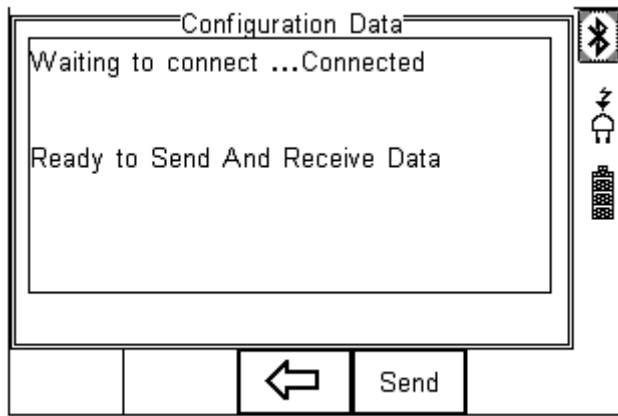 Configuration Data
Waiting to connect ...Connected
Ready to Send And Receive Data
Send